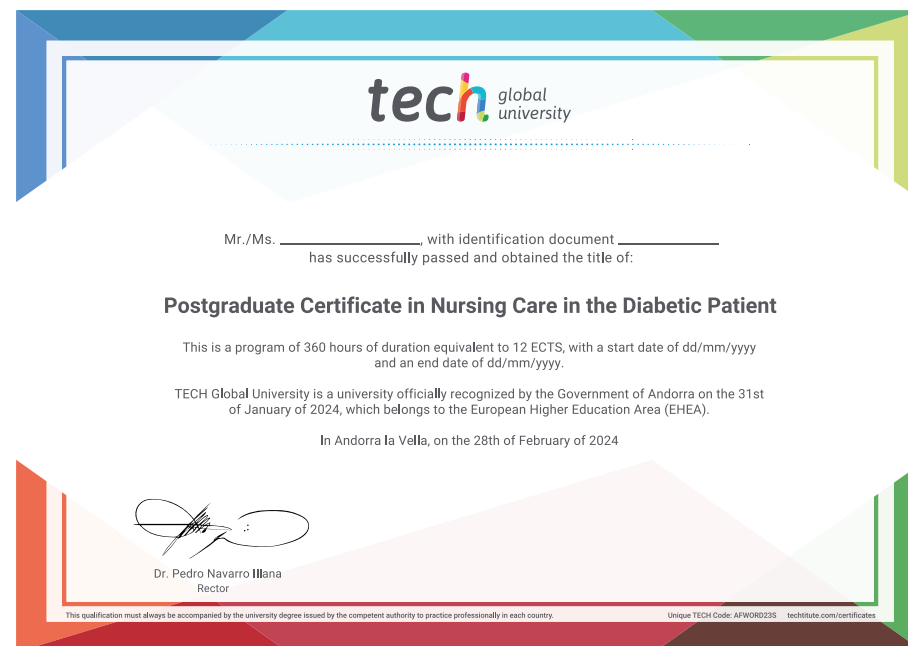 tech global
university
Mr./Ms. ____________, with identification document ____________
has successfully passed and obtained the title of:
Postgraduate Certificate in Nursing Care in the Diabetic Patient
This is a program of 360 hours of duration equivalent to 12 ECTS, with a start date of dd/mm/yyyy
and an end date of dd/mm/yyyy.
TECH Global University is a university officially recognized by the Government of Andorra on the 31st
of January of 2024, which belongs to the European Higher Education Area (EHEA).
In Andorra la Vella, on the 28th of February of 2024
Dr. Pedro Navarro Illana
Rector
This qualification must always be accompanied by the university degree issued by the competent authority to practice professionally in each country.
Unique TECH Code: AFWORD23S techtitute.com/certificates